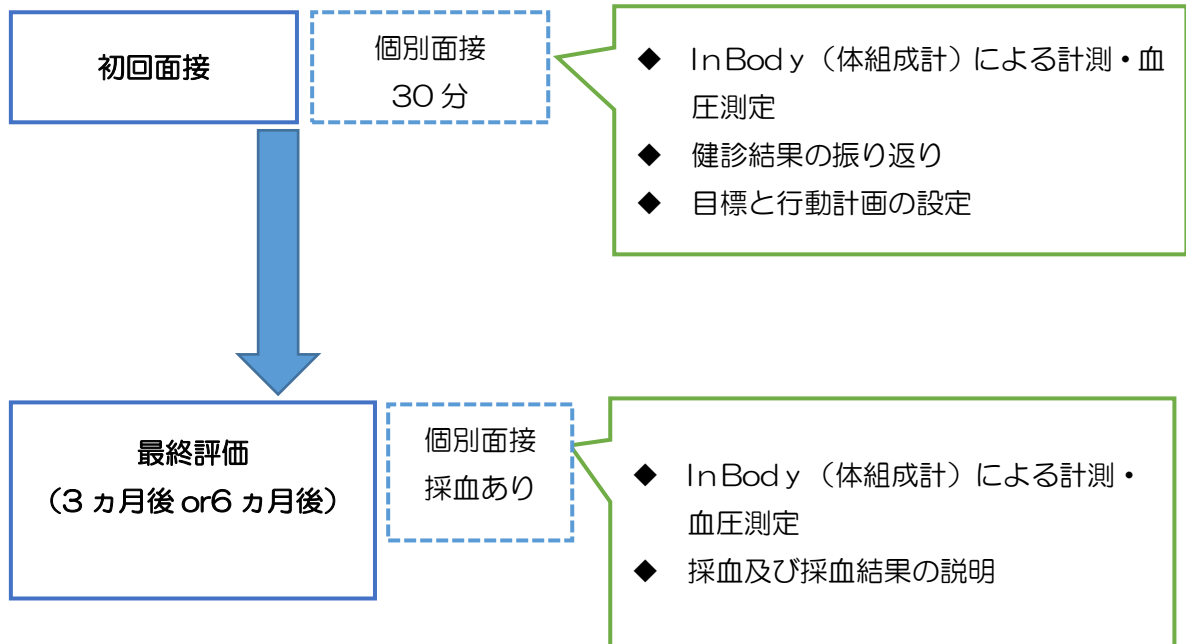 初回面接
個別面接
30分
◆ InBody（体組成計）による計測・血
圧測定
◆ 健診結果の振り返り
◆ 目標と行動計画の設定
最終評価
（3ヵ月後or6ヵ月後）
個別面接
採血あり
◆ InBody（体組成計）による計測・
血圧測定
◆ 採血及び採血結果の説明